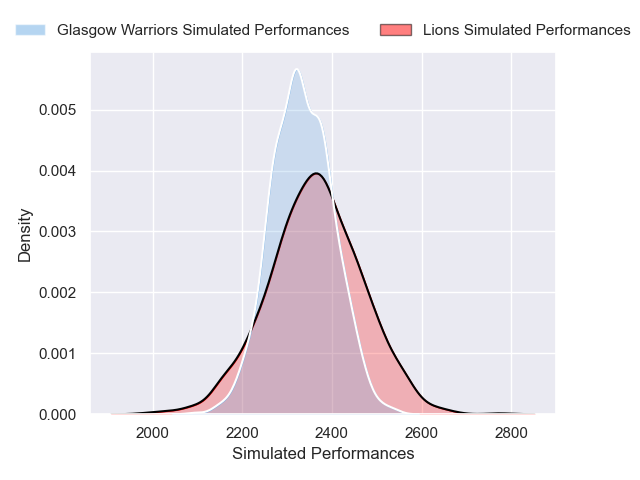 Glasgow Warriors Simulated Performances
Lions Simulated Performances
Density
0.005
0.004
0.003
0.002
0.001
0.000
2000
2200
2400
2600
2800
Simulated Performances